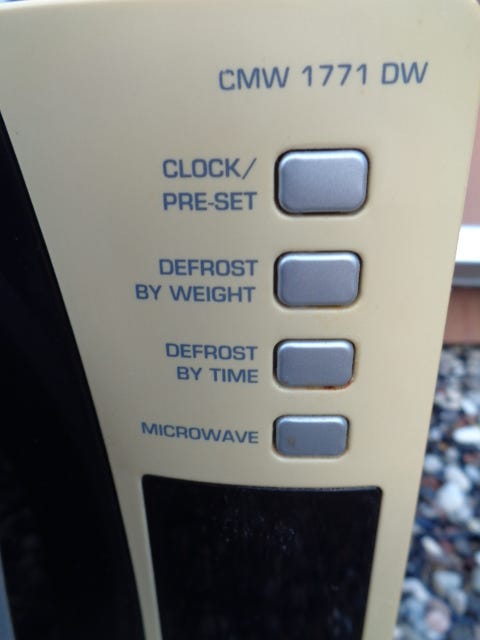 CMW 1771 DW
CLOCK/
PRE-SET
DEFROST
BY WEIGHT
DEFROST
BY TIME
MICROWAVE